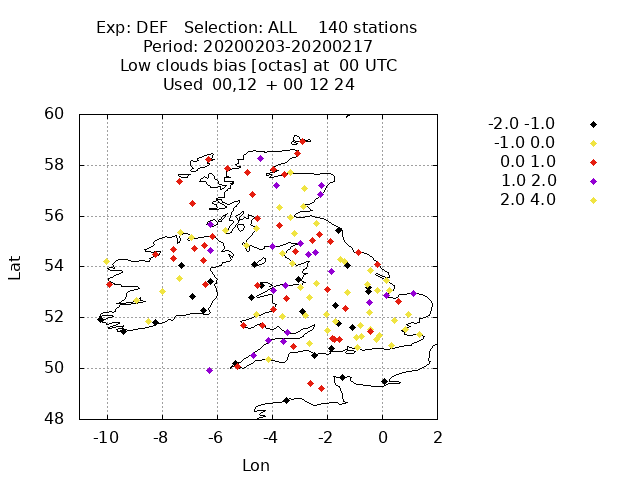 Exp: DEF Selection: ALL 140 stations
Period: 20200203-20200217
Low clouds bias [octas] at 00 UTC
Used 00,12 + 00 12 24
-2.0 -1.0
-1.0 0.0
0.0 1.0
1.0 2.0
2.0 4.0
60
58
56
54
52
50
48
Lat
-10 -8 -6 -4 -2 0 2
Lon